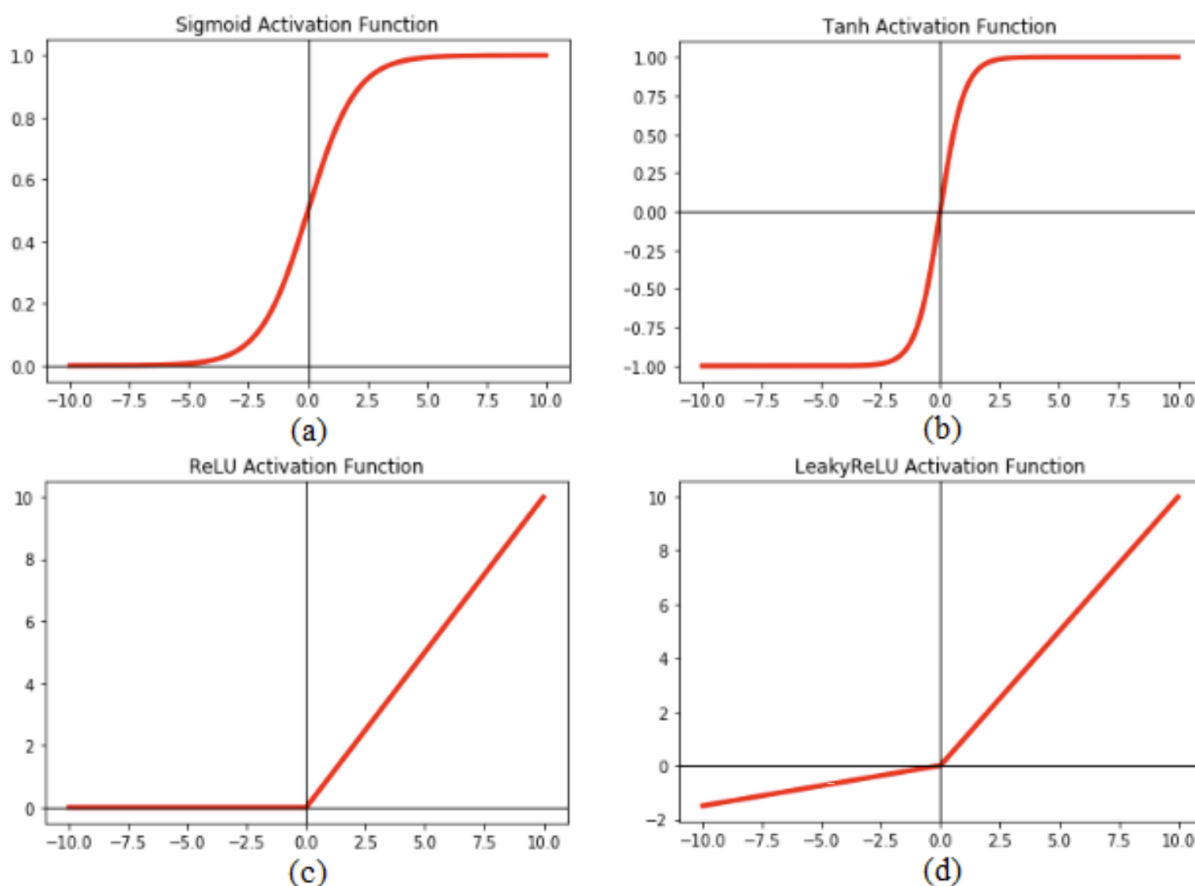 Sigmoid Activation Function
1.0
0.8
0.6
0.4
0.2
0.0
−10.0 −7.5 −5.0 −2.5 0.0 2.5 5.0 7.5 10.0
(a)
Tanh Activation Function
1.00
0.75
0.50
0.25
0.00
−0.25
−0.50
−0.75
−1.00
−10.0 −7.5 −5.0 −2.5 0.0 2.5 5.0 7.5 10.0
(b)
ReLU Activation Function
10
8
6
4
2
0
−10.0 −7.5 −5.0 −2.5 0.0 2.5 5.0 7.5 10.0
(c)
LeakyReLU Activation Function
10
8
6
4
2
0
−2
−10.0 −7.5 −5.0 −2.5 0.0 2.5 5.0 7.5 10.0
(d)